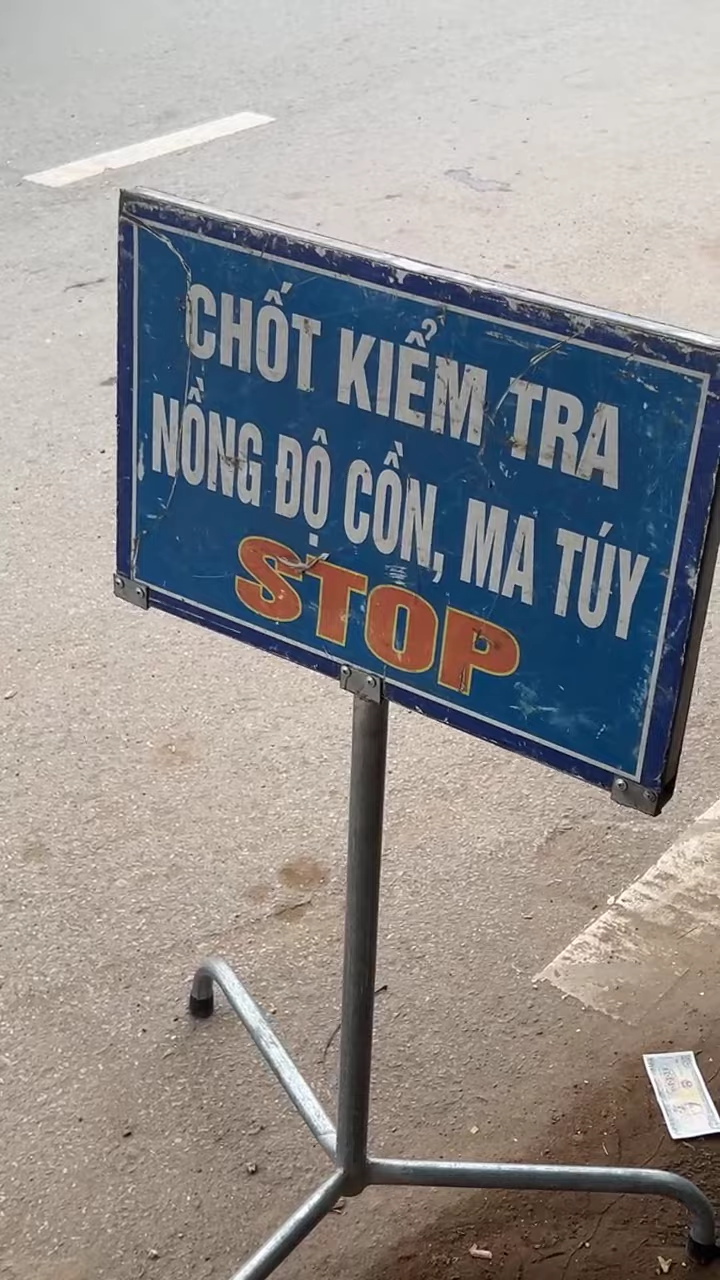 CHỐT KIỂM TRA
NỒNG ĐỘ CỒN, MA TÚY
STOP